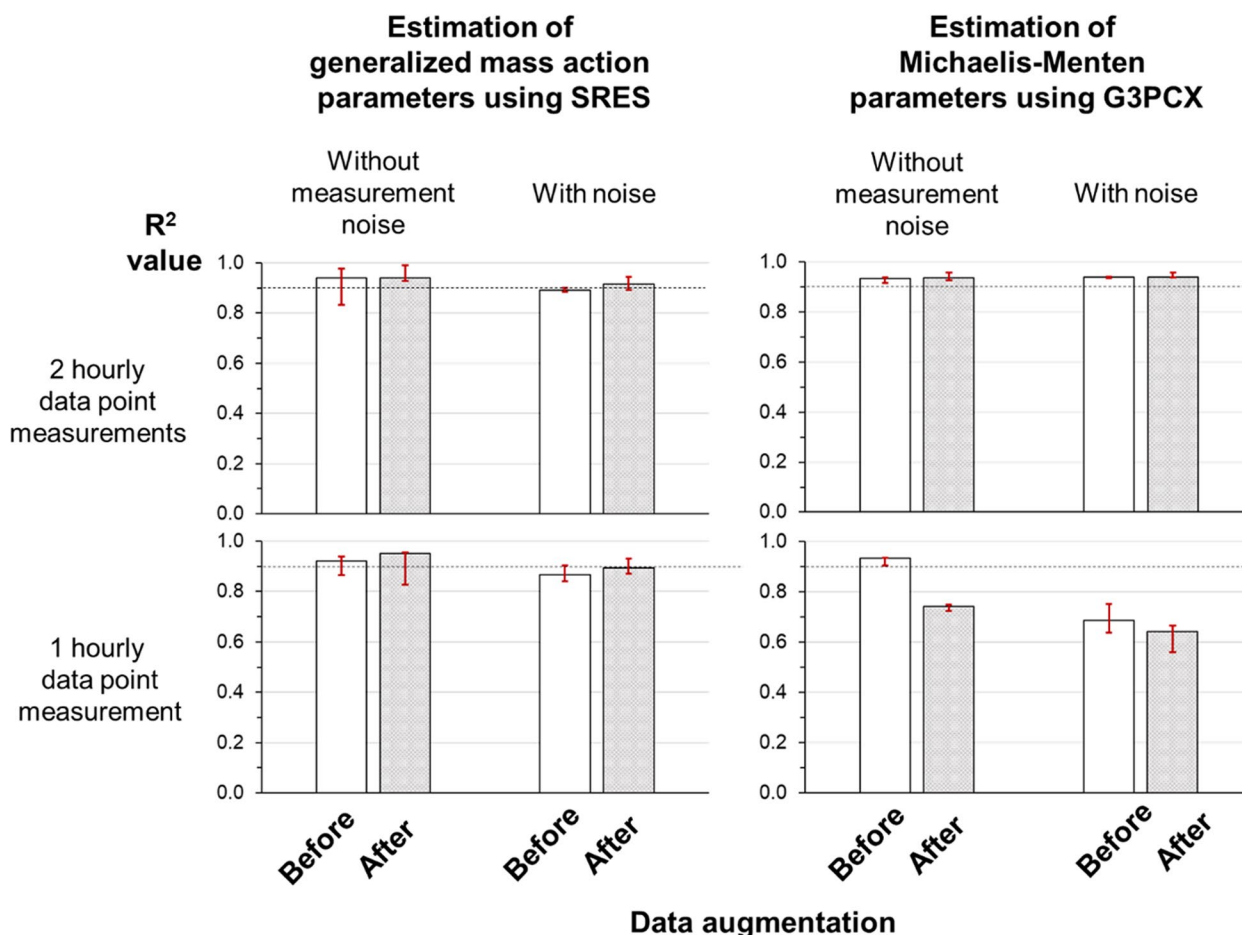 Estimation of
generalized mass action
parameters using SRES
Estimation of
Michaelis-Menten
parameters using G3PCX
Without
measurement
noise
With noise
Without
measurement
noise
With noise
R² value
2 hourly
data point
measurements
1.0
0.8
0.6
0.4
0.2
0.0
1.0
0.8
0.6
0.4
0.2
0.0
1 hourly
data point
measurement
1.0
0.8
0.6
0.4
0.2
0.0
1.0
0.8
0.6
0.4
0.2
0.0
Before
After
Before
After
Before
After
Before
After
Data augmentation